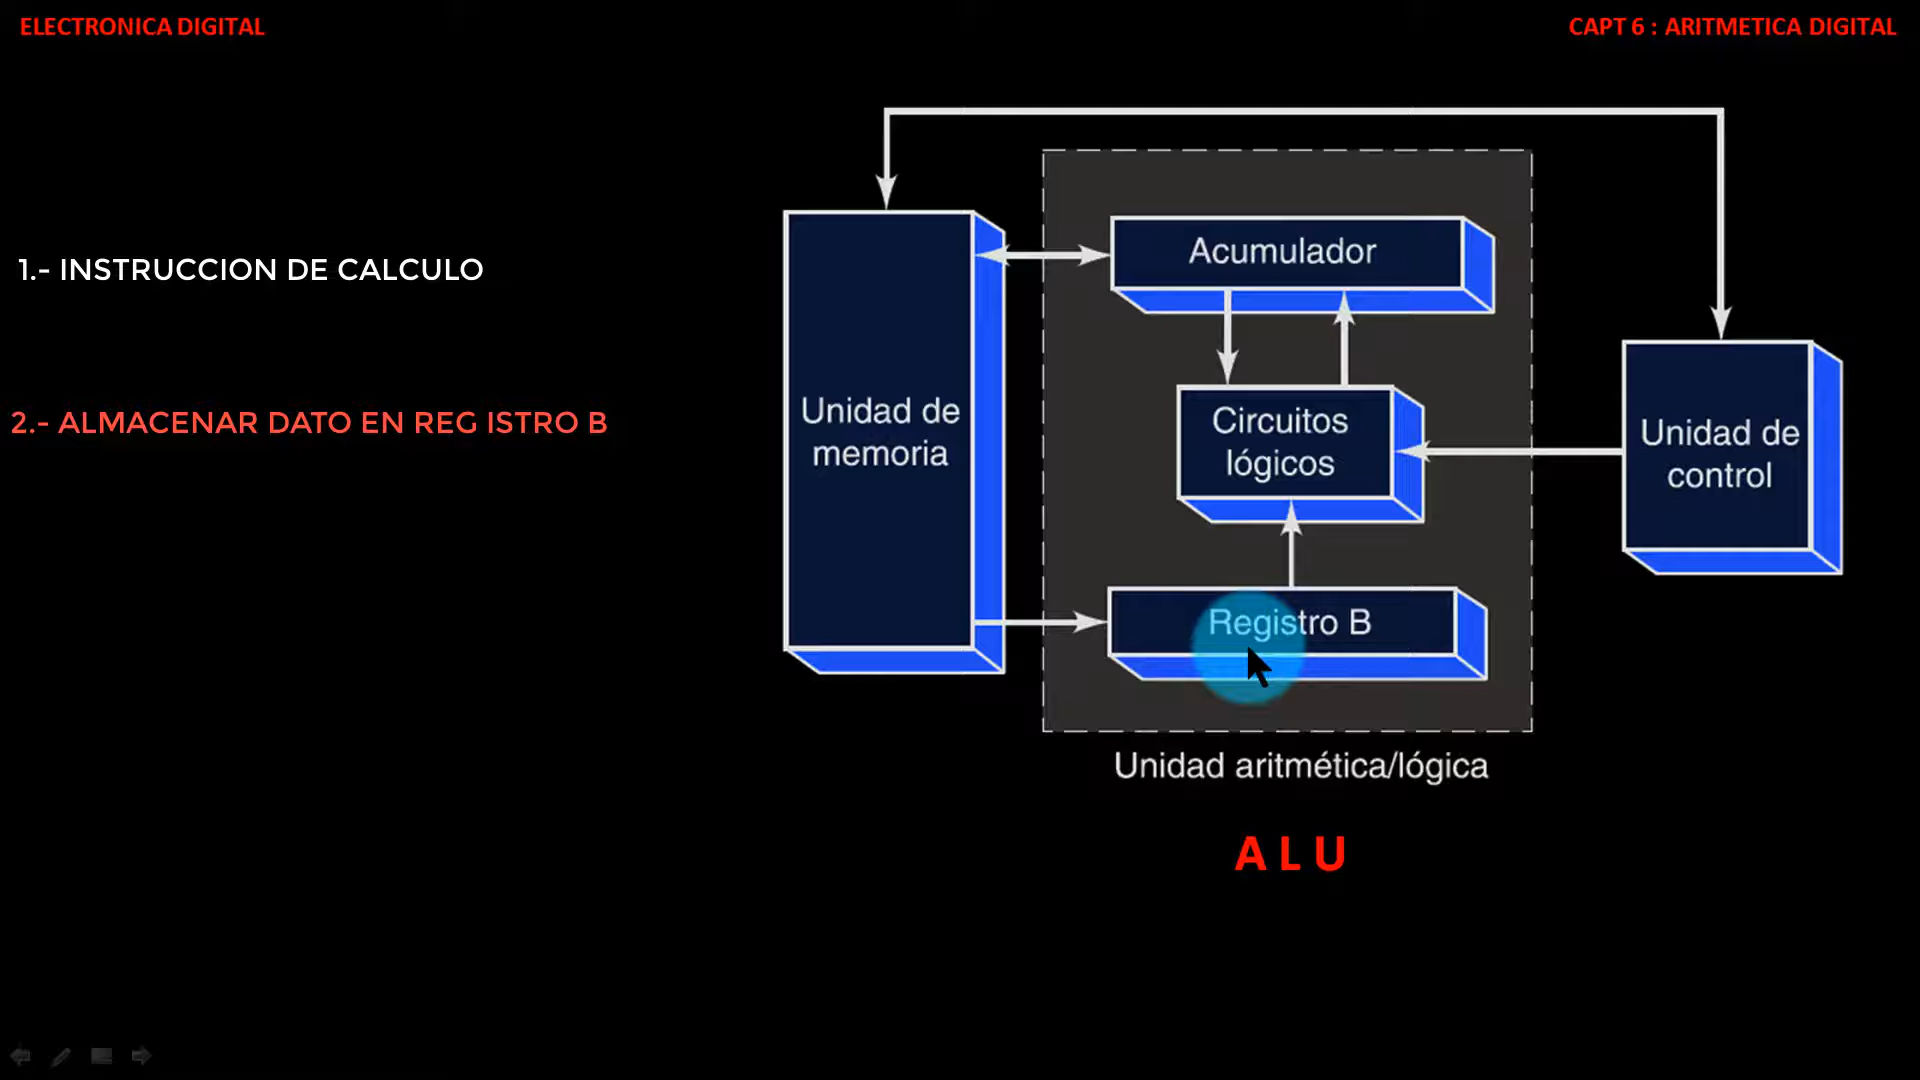 ELECTRONICA DIGITAL
CAPT 6 : ARITMETICA DIGITAL
1.- INSTRUCCION DE CALCULO
2.- ALMACENAR DATO EN REG ISTRO B
Unidad de
memoria
Acumulador
Circuitos
lógicos
Registro B
Unidad de
control
Unidad aritmética/lógica
A L U